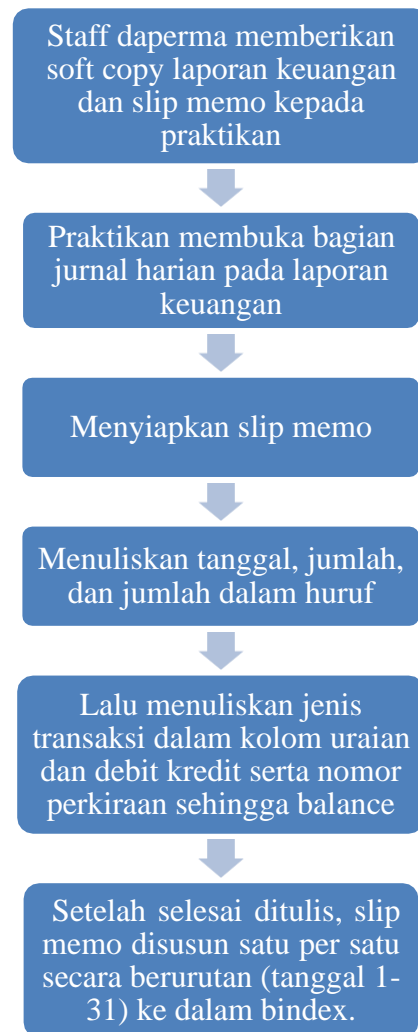 Staff daperma memberikan
soft copy laporan keuangan
dan slip memo kepada
praktikan
Praktikan membuka bagian
jurnal harian pada laporan
keuangan
Menyiapkan slip memo
Menuliskan tanggal, jumlah,
dan jumlah dalam huruf
Lalu menuliskan jenis
transaksi dalam kolom uraian
dan debit kredit serta nomor
perkiraan sehingga balance
Setelah selesai ditulis, slip
memo disusun satu per satu
secara berurutan (tanggal 1-
31) ke dalam bindex.